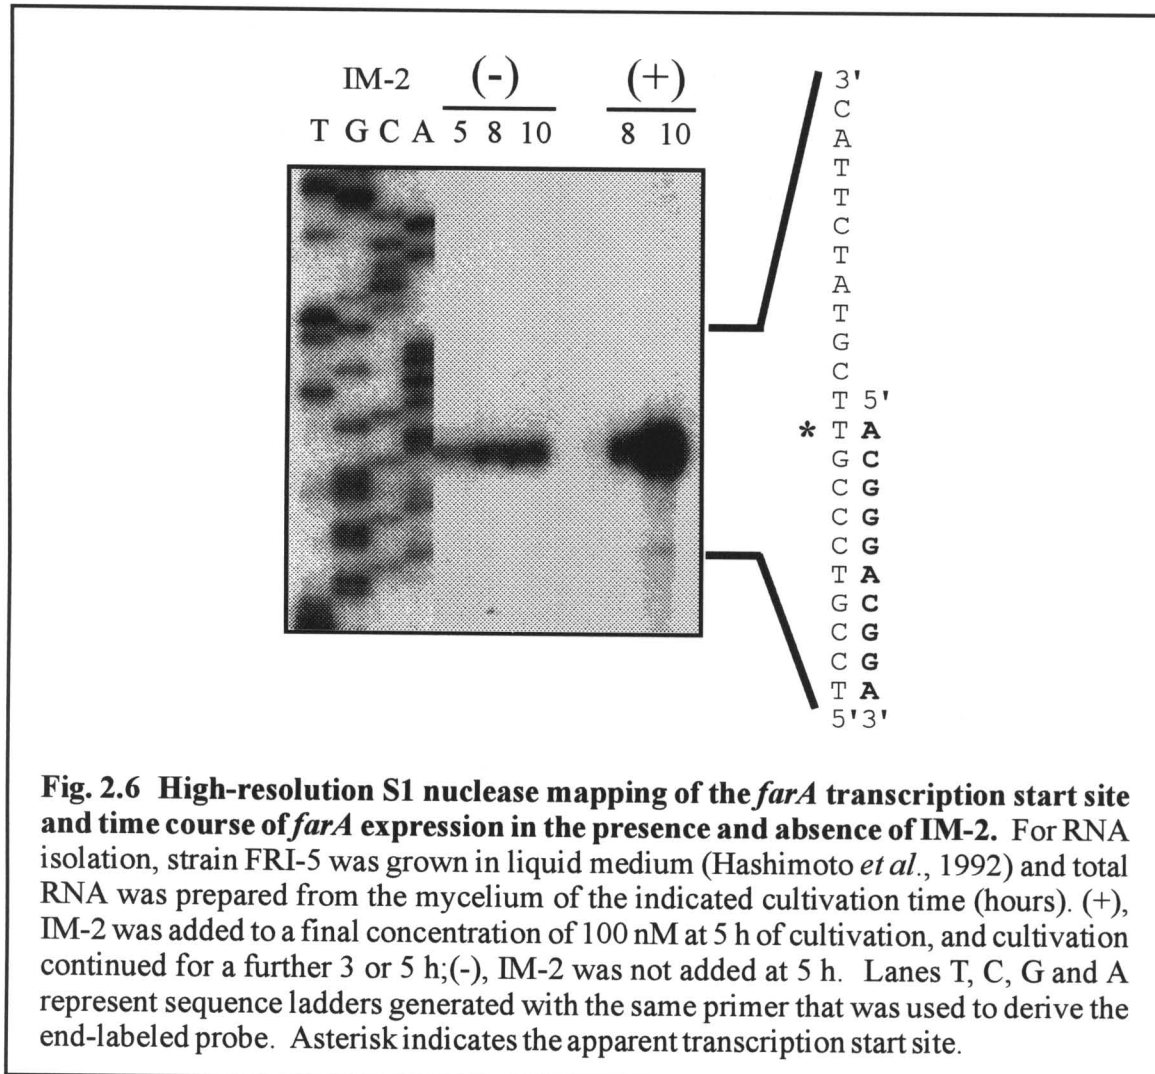 IM-2 (-) (+)
T G C A 5 8 10 8 10
3'
C
A
T
T
C
T
A
T
G
C
T 5'
* T A
G C
C G
C G
C G
T A
G C
C G
C G
T A
5'3'
Fig. 2.6 High-resolution S1 nuclease mapping of the farA transcription start site
and time course of farA expression in the presence and absence of IM-2. For RNA
isolation, strain FRI-5 was grown in liquid medium (Hashimoto et al., 1992) and total
RNA was prepared from the mycelium of the indicated cultivation time (hours). (+),
IM-2 was added to a final concentration of 100 nM at 5 h of cultivation, and cultivation
continued for a further 3 or 5 h;(-), IM-2 was not added at 5 h. Lanes T, C, G and A
represent sequence ladders generated with the same primer that was used to derive the
end-labeled probe. Asterisk indicates the apparent transcription start site.